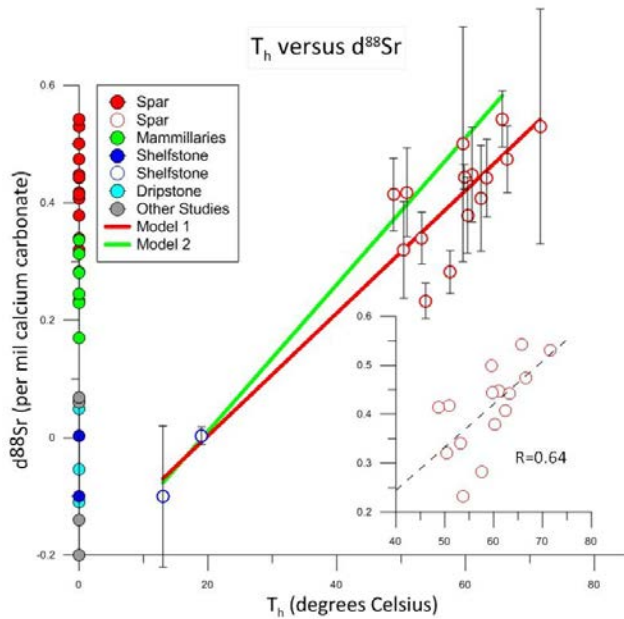 Tₕ versus d⁸⁸Sr
d⁸⁸Sr (per mil calcium carbonate)
0.6
0.4
0.2
0
-0.2
Spar
Spar
Mammillaries
Shelfstone
Shelfstone
Dripstone
Other Studies
Model 1
Model 2
0.6
0.5
0.4
0.3
0.2
R=0.64
40 50 60 70 80
0 20 40 60 80
Tₕ (degrees Celsius)